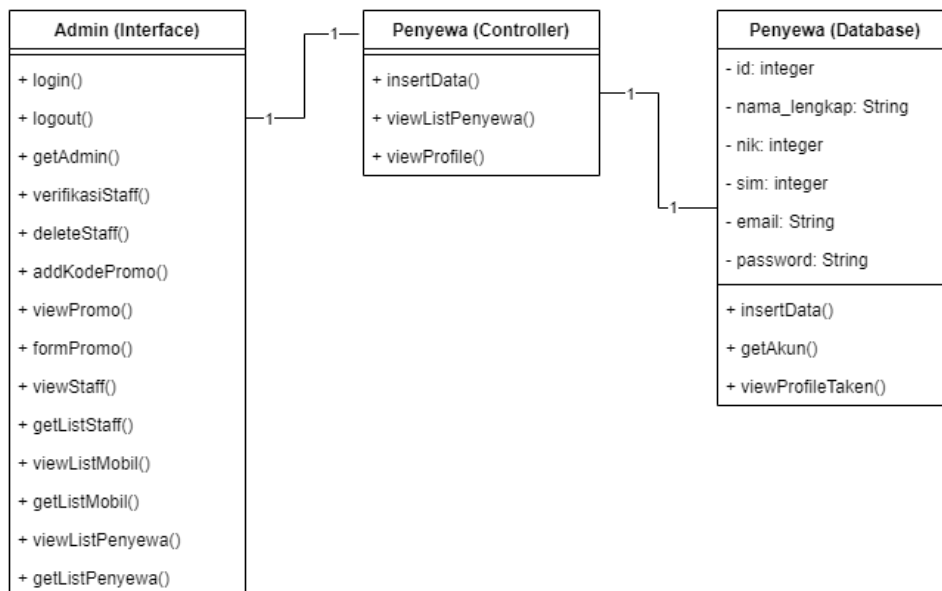 Admin (Interface)
+ login()
+ logout()
+ getAdmin()
+ verifikasiStaff()
+ deleteStaff()
+ addKodePromo()
+ viewPromo()
+ formPromo()
+ viewStaff()
+ getListStaff()
+ viewListMobil()
+ getListMobil()
+ viewListPenyewa()
+ getListPenyewa()
1
1
Penyewa (Controller)
+ insertData()
+ viewListPenyewa()
+ viewProfile()
1
1
Penyewa (Database)
- id: integer
- nama_lengkap: String
- nik: integer
- sim: integer
- email: String
- password: String
+ insertData()
+ getAkun()
+ viewProfileTaken()